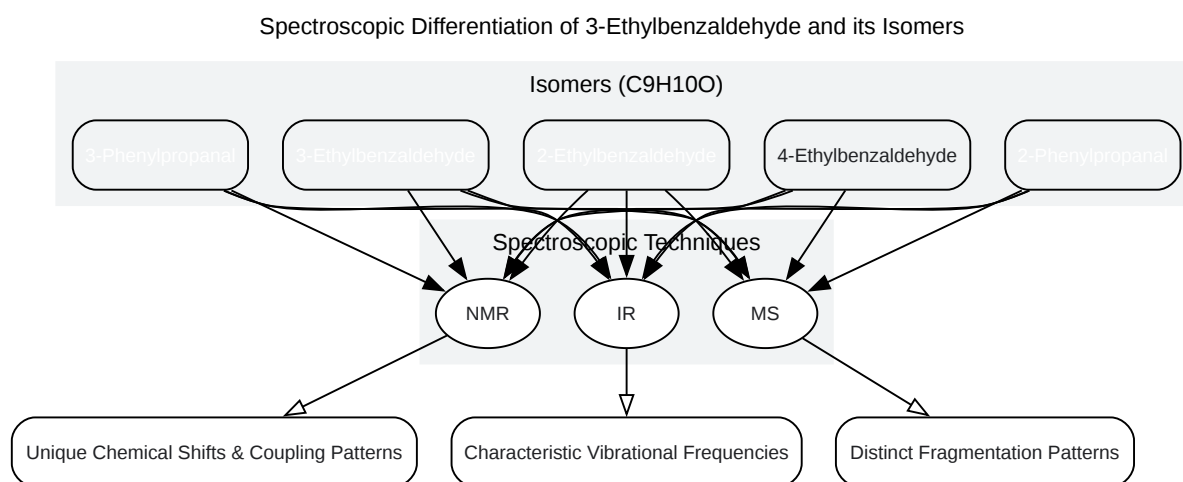 Spectroscopic Differentiation of 3-Ethylbenzaldehyde and its Isomers
Isomers (C9H10O)
3-Phenylpropanal
3-Ethylbenzaldehyde
2-Ethylbenzaldehyde
4-Ethylbenzaldehyde
2-Phenylpropanal
Spectroscopic Techniques
NMR
IR
MS
Unique Chemical Shifts & Coupling Patterns
Characteristic Vibrational Frequencies
Distinct Fragmentation Patterns